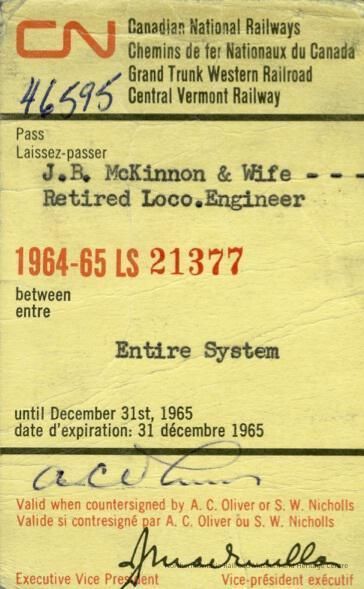 CN
Canadian National Railways
Chemins de fer Nationaux du Canada
Grand Trunk Western Railroad
Central Vermont Railway
46595
Pass
Laissez-passer
J.B. McKinnon & Wife - - -
Retired Loco.Engineer
1964-65 LS 21377
between
entre
Entire System
until December 31st, 1965
date d'expiration: 31 décembre 1965
Valid when countersigned by A. C. Oliver or S. W. Nicholls
Valide si contresigné par A. C. Oliver ou S. W. Nicholls
Executive Vice President
Vice-président exécutif